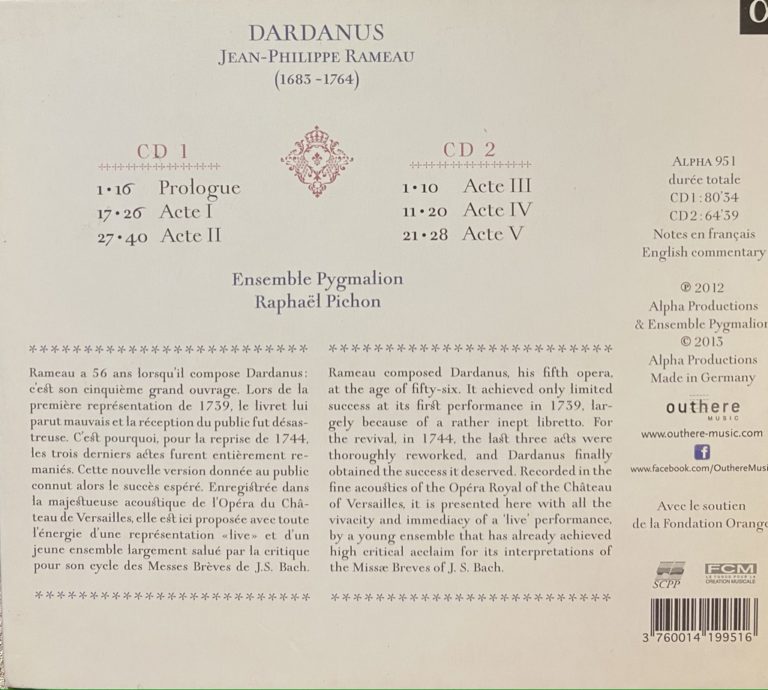 DARDANUS
JEAN-PHILIPPE RAMEAU
(1683 -1764)
CD 1
1•16 Prologue
17•26 Acte I
27•40 Acte II
CD 2
1•10 Acte III
11•20 Acte IV
21•28 Acte V
Ensemble Pygmalion
Raphaël Pichon
Rameau a 56 ans lorsqu'il compose Dardanus :
c'est son cinquième grand ouvrage. Lors de la
première représentation de 1739, le livret lui
parut mauvais et la réception du public fut désas-
treuse. C'est pourquoi, pour la reprise de 1744,
les trois derniers actes furent entièrement re-
maniés. Cette nouvelle version donnée au public
connut alors le succès espéré. Enregistrée dans
la majestueuse acoustique de l'Opéra du Châ-
teau de Versailles, elle est ici proposée avec toute
l'énergie d'une représentation «live» et d'un
jeune ensemble largement salué par la critique
pour son cycle des Messes Brèves de J.S. Bach.
Rameau composed Dardanus, his fifth opera,
at the age of fifty-six. It achieved only limited
success at its first performance in 1739, lar-
gely because of a rather inept libretto. For
the revival, in 1744, the last three acts were
thoroughly reworked, and Dardanus finally
obtained the success it deserved. Recorded in the
fine acoustics of the Opéra Royal of the Château
of Versailles, it is presented here with all the
vivacity and immediacy of a 'live' performance,
by a young ensemble that has already achieved
high critical acclaim for its interpretations of
the Missæ Breves of J. S. Bach.
O
ALPHA 951
durée totale
CD1 : 80'34
CD2 : 64'39
Notes en français
English commentary
℗ 2012
Alpha Productions
& Ensemble Pygmalion
© 2013
Alpha Productions
Made in Germany
outhere
MUSIC
www.outhere-music.com
f
www.facebook.com/OuthereMusi
Avec le soutien
de la Fondation Orange
SCPP
FCM
LE FONDS POUR LA
CREATION MUSICALE
3 760014 199516